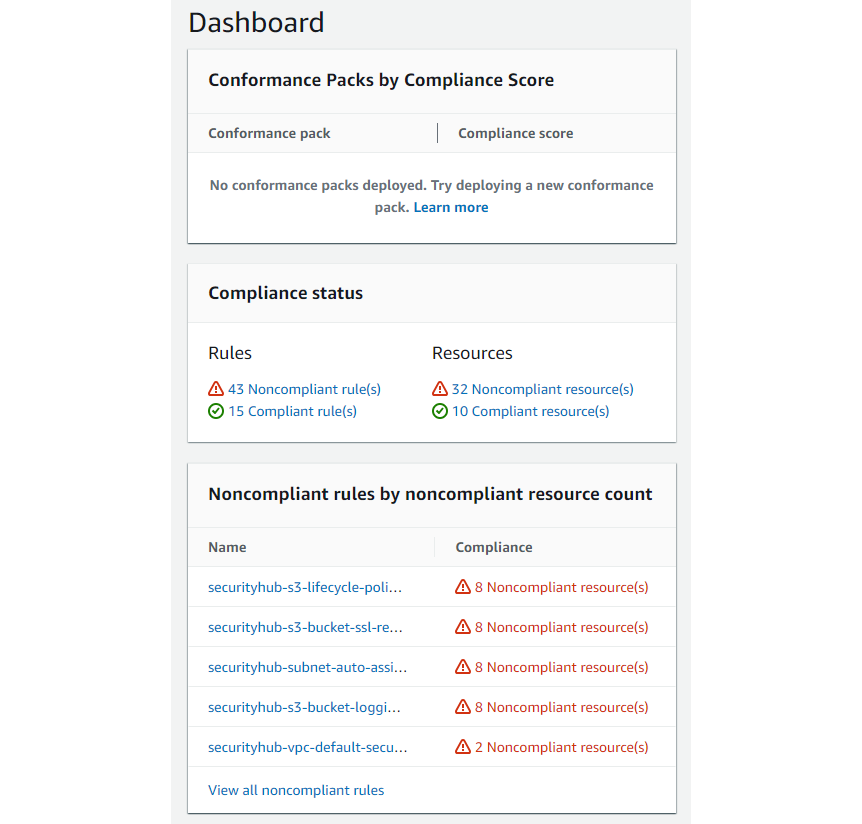 Dashboard
Conformance Packs by Compliance Score
Conformance pack Compliance score
No conformance packs deployed. Try deploying a new conformance
pack. Learn more
Compliance status
Rules Resources
43 Noncompliant rule(s) 32 Noncompliant resource(s)
15 Compliant rule(s) 10 Compliant resource(s)
Noncompliant rules by noncompliant resource count
Name Compliance
securityhub-s3-lifecycle-poli... 8 Noncompliant resource(s)
securityhub-s3-bucket-ssl-re... 8 Noncompliant resource(s)
securityhub-subnet-auto-assi... 8 Noncompliant resource(s)
securityhub-s3-bucket-loggi... 8 Noncompliant resource(s)
securityhub-vpc-default-secu... 2 Noncompliant resource(s)
View all noncompliant rules